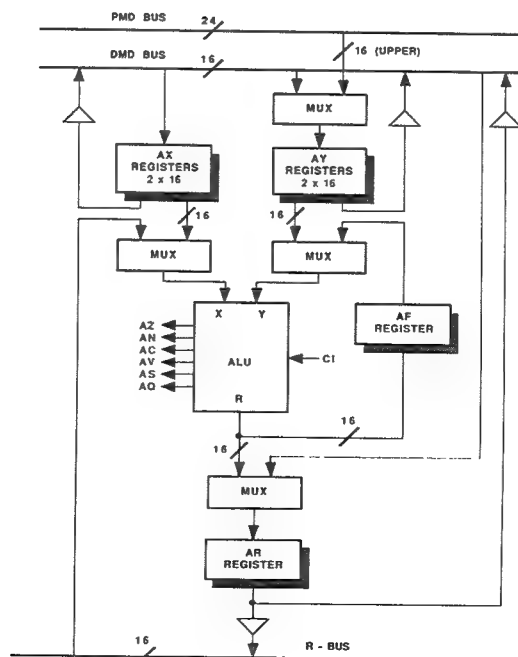 PMD BUS
24
16 (UPPER)
DMD BUS
16
MUX
AX
REGISTERS
2 x 16
AY
REGISTERS
2 x 16
16
16
MUX
MUX
X
Y
AZ
AN
AC
AV
AS
AQ
ALU
CI
AF
REGISTER
R
16
16
MUX
AR
REGISTER
16
R - BUS